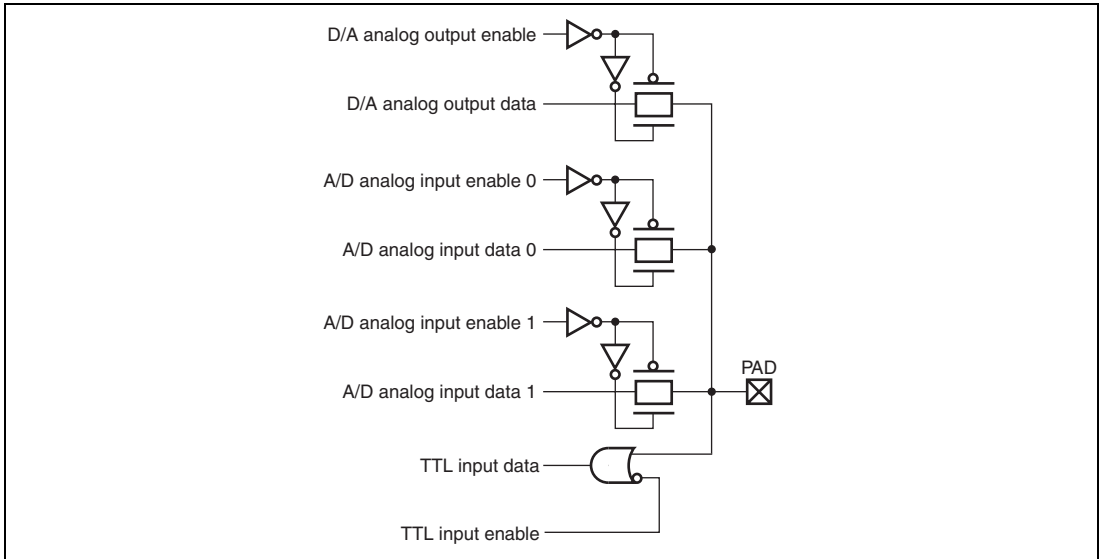 D/A analog output enable
D/A analog output data
A/D analog input enable 0
A/D analog input data 0
A/D analog input enable 1
PAD
A/D analog input data 1
TTL input data
TTL input enable